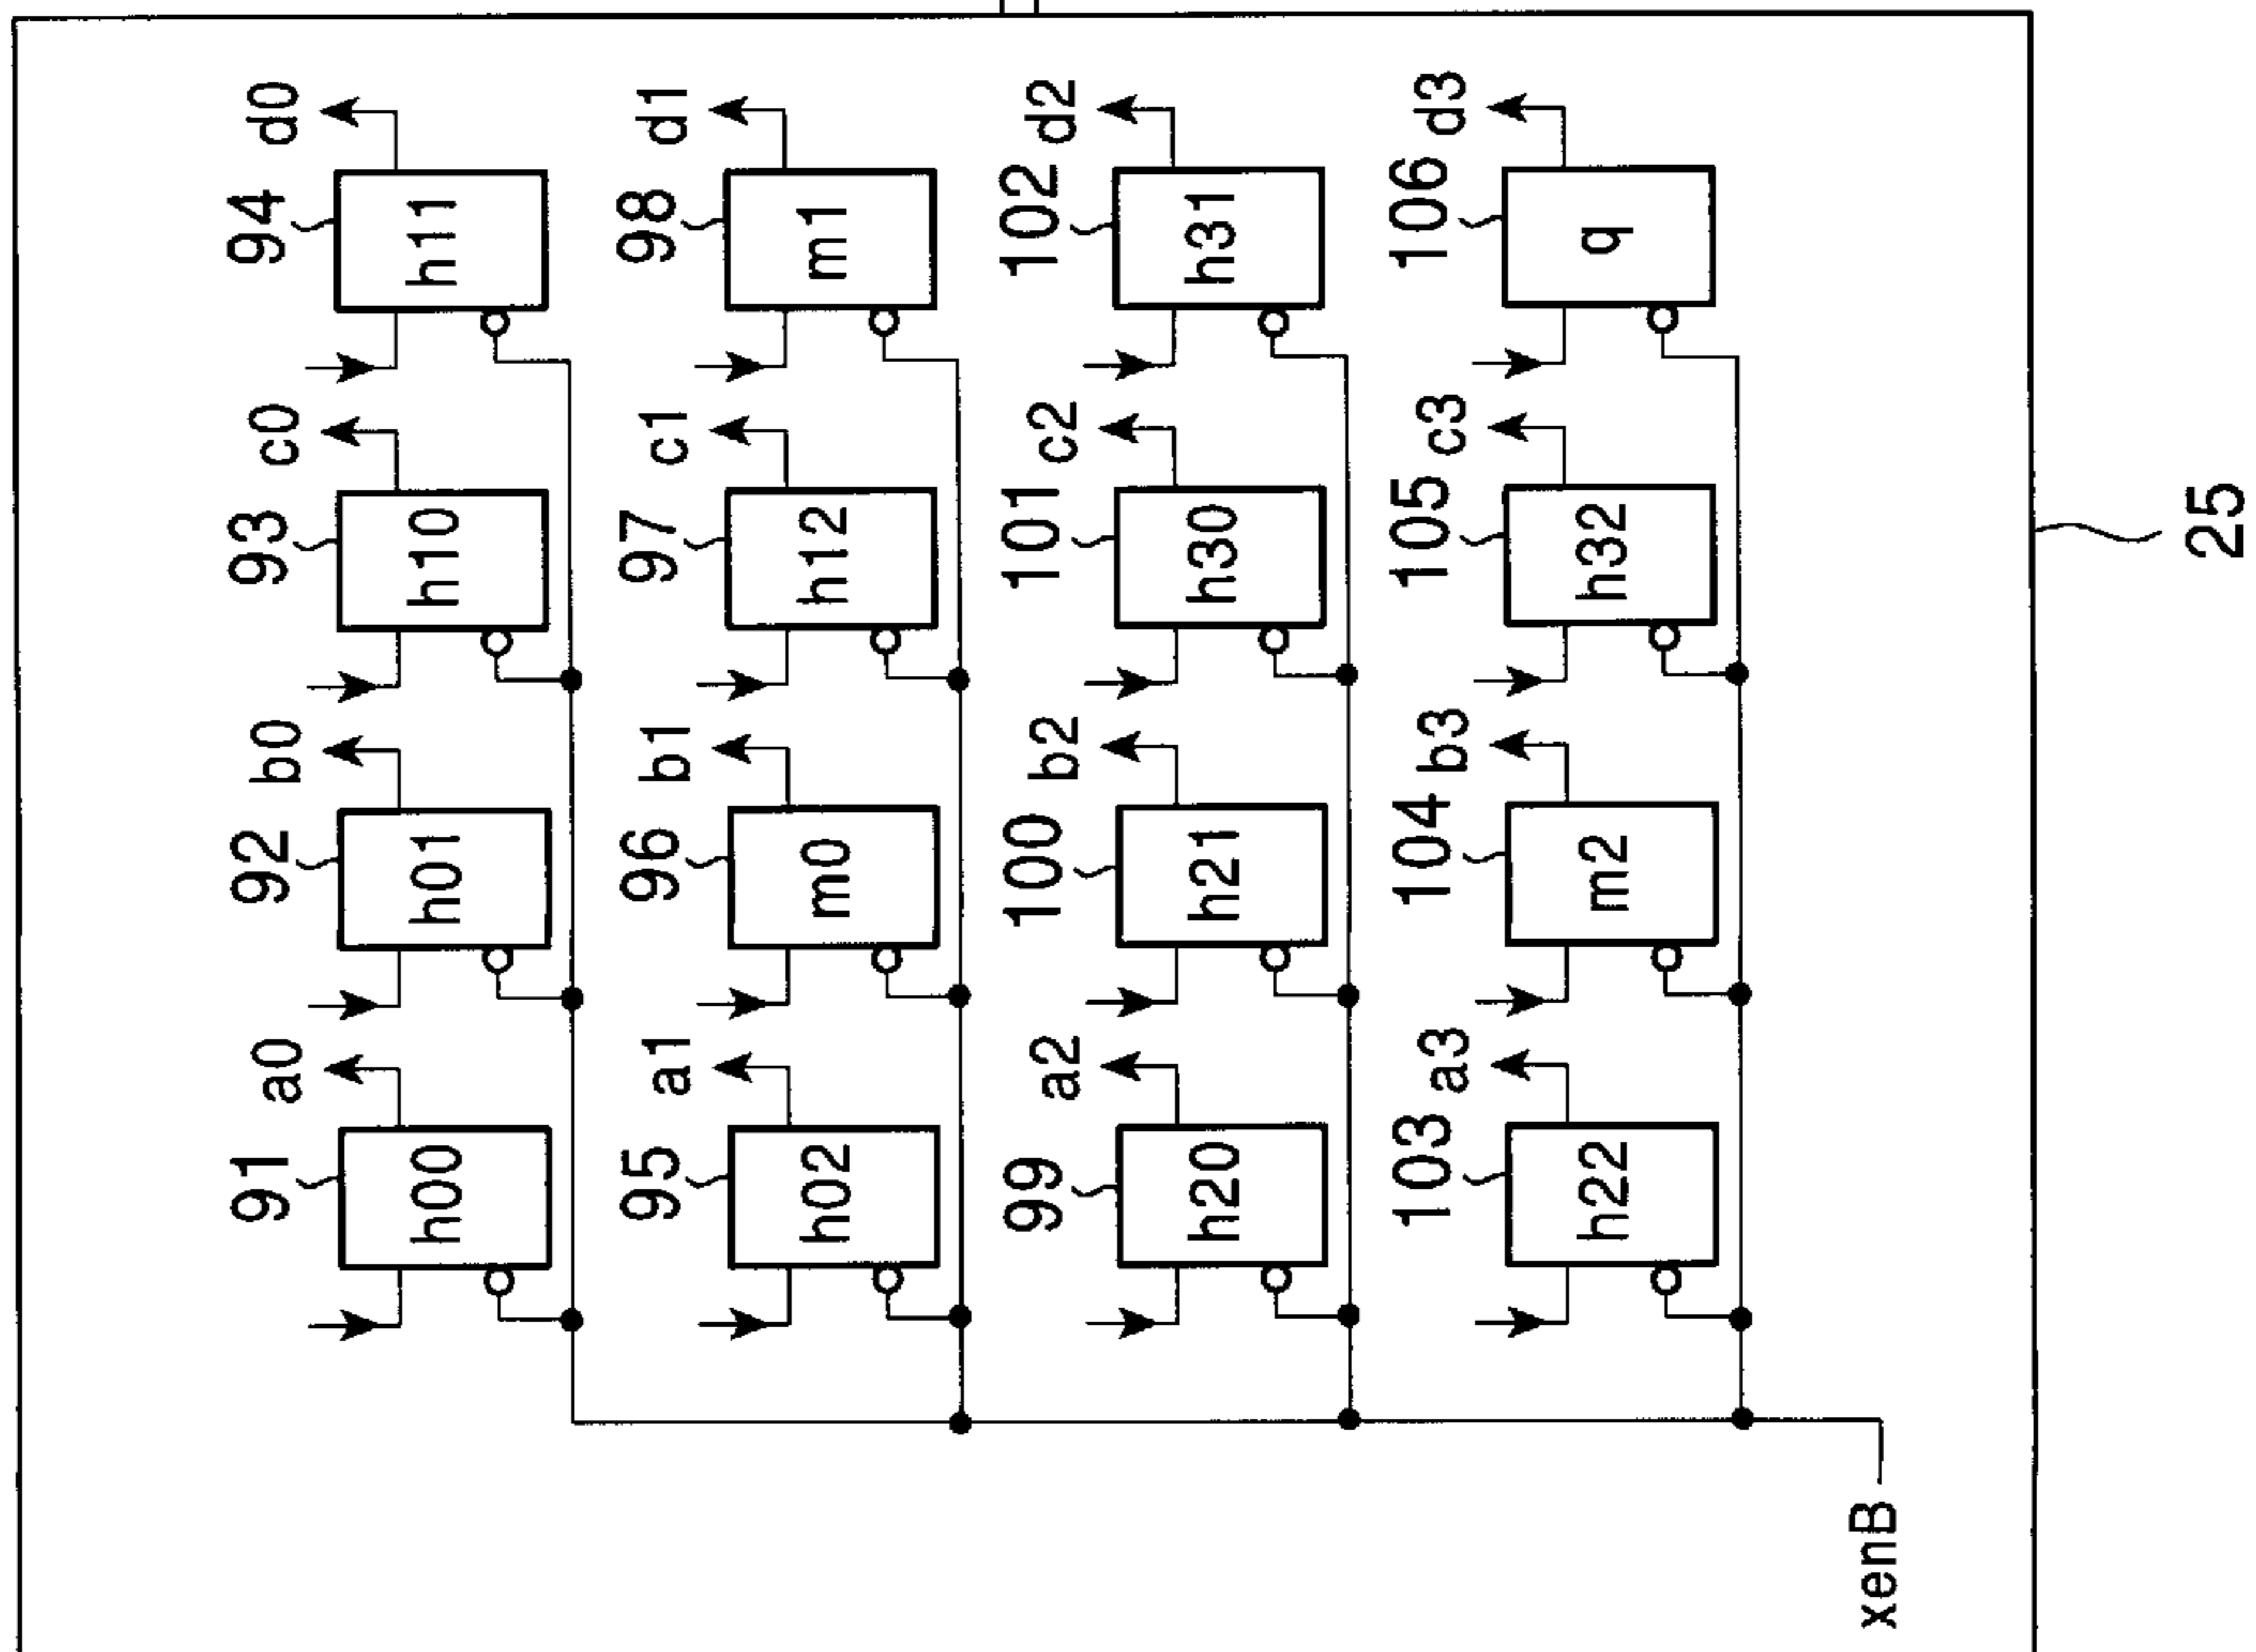 91 a0 92 b0 93 c0 94 d0
h00 h01 h10 h11
95 a1 96 b1 97 c1 98 d1
h02 m0 h12 m1
99 a2 100 b2 101 c2 102 d2
h20 h21 h30 h31
103 a3 104 b3 105 c3 106 d3
h22 m2 h32 q
xenB
25